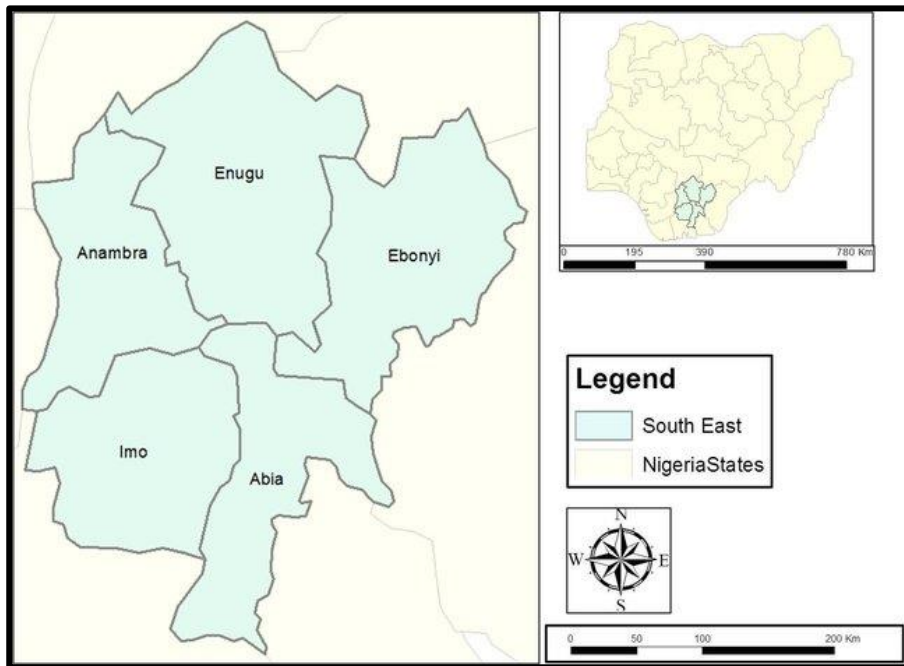 Enugu
Anambra
Ebonyi
Imo
Abia
0 195 390 780 Km
Legend
South East
NigeriaStates
N
W E
S
0 50 100 200 Km